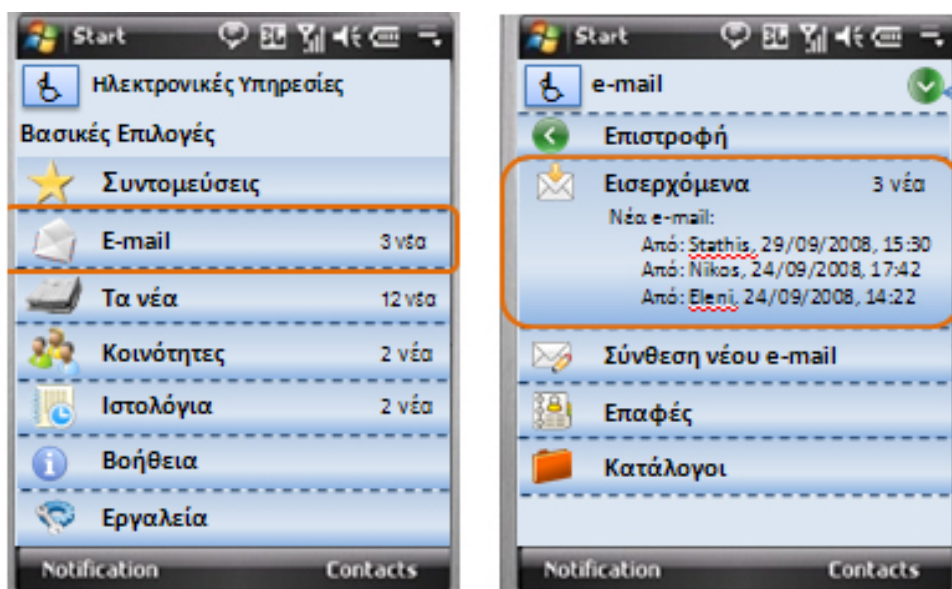 Start
Ηλεκτρονικές Υπηρεσίες
Βασικές Επιλογές
Συντομεύσεις
E-mail 3 νέα
Τα νέα 12 νέα
Κοινότητες 2 νέα
Ιστολόγια 2 νέα
Βοήθεια
Εργαλεία
Notification Contacts
Start
e-mail
Επιστροφή
Εισερχόμενα 3 νέα
Νέα e-mail:
Από: Stathis, 29/09/2008, 15:30
Από: Nikos, 24/09/2008, 17:42
Από: Eleni, 24/09/2008, 14:22
Σύνθεση νέου e-mail
Επαφές
Κατάλογοι
Notification Contacts